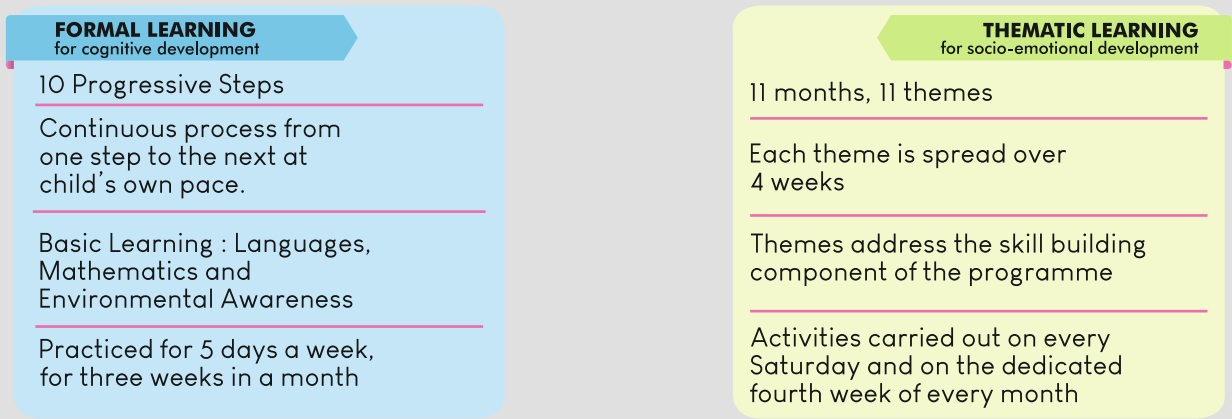 FORMAL LEARNING
for cognitive development
10 Progressive Steps
Continuous process from
one step to the next at
child's own pace.
Basic Learning : Languages,
Mathematics and
Environmental Awareness
Practiced for 5 days a week,
for three weeks in a month
THEMATIC LEARNING
for socio-emotional development
11 months, 11 themes
Each theme is spread over
4 weeks
Themes address the skill building
component of the programme
Activities carried out on every
Saturday and on the dedicated
fourth week of every month